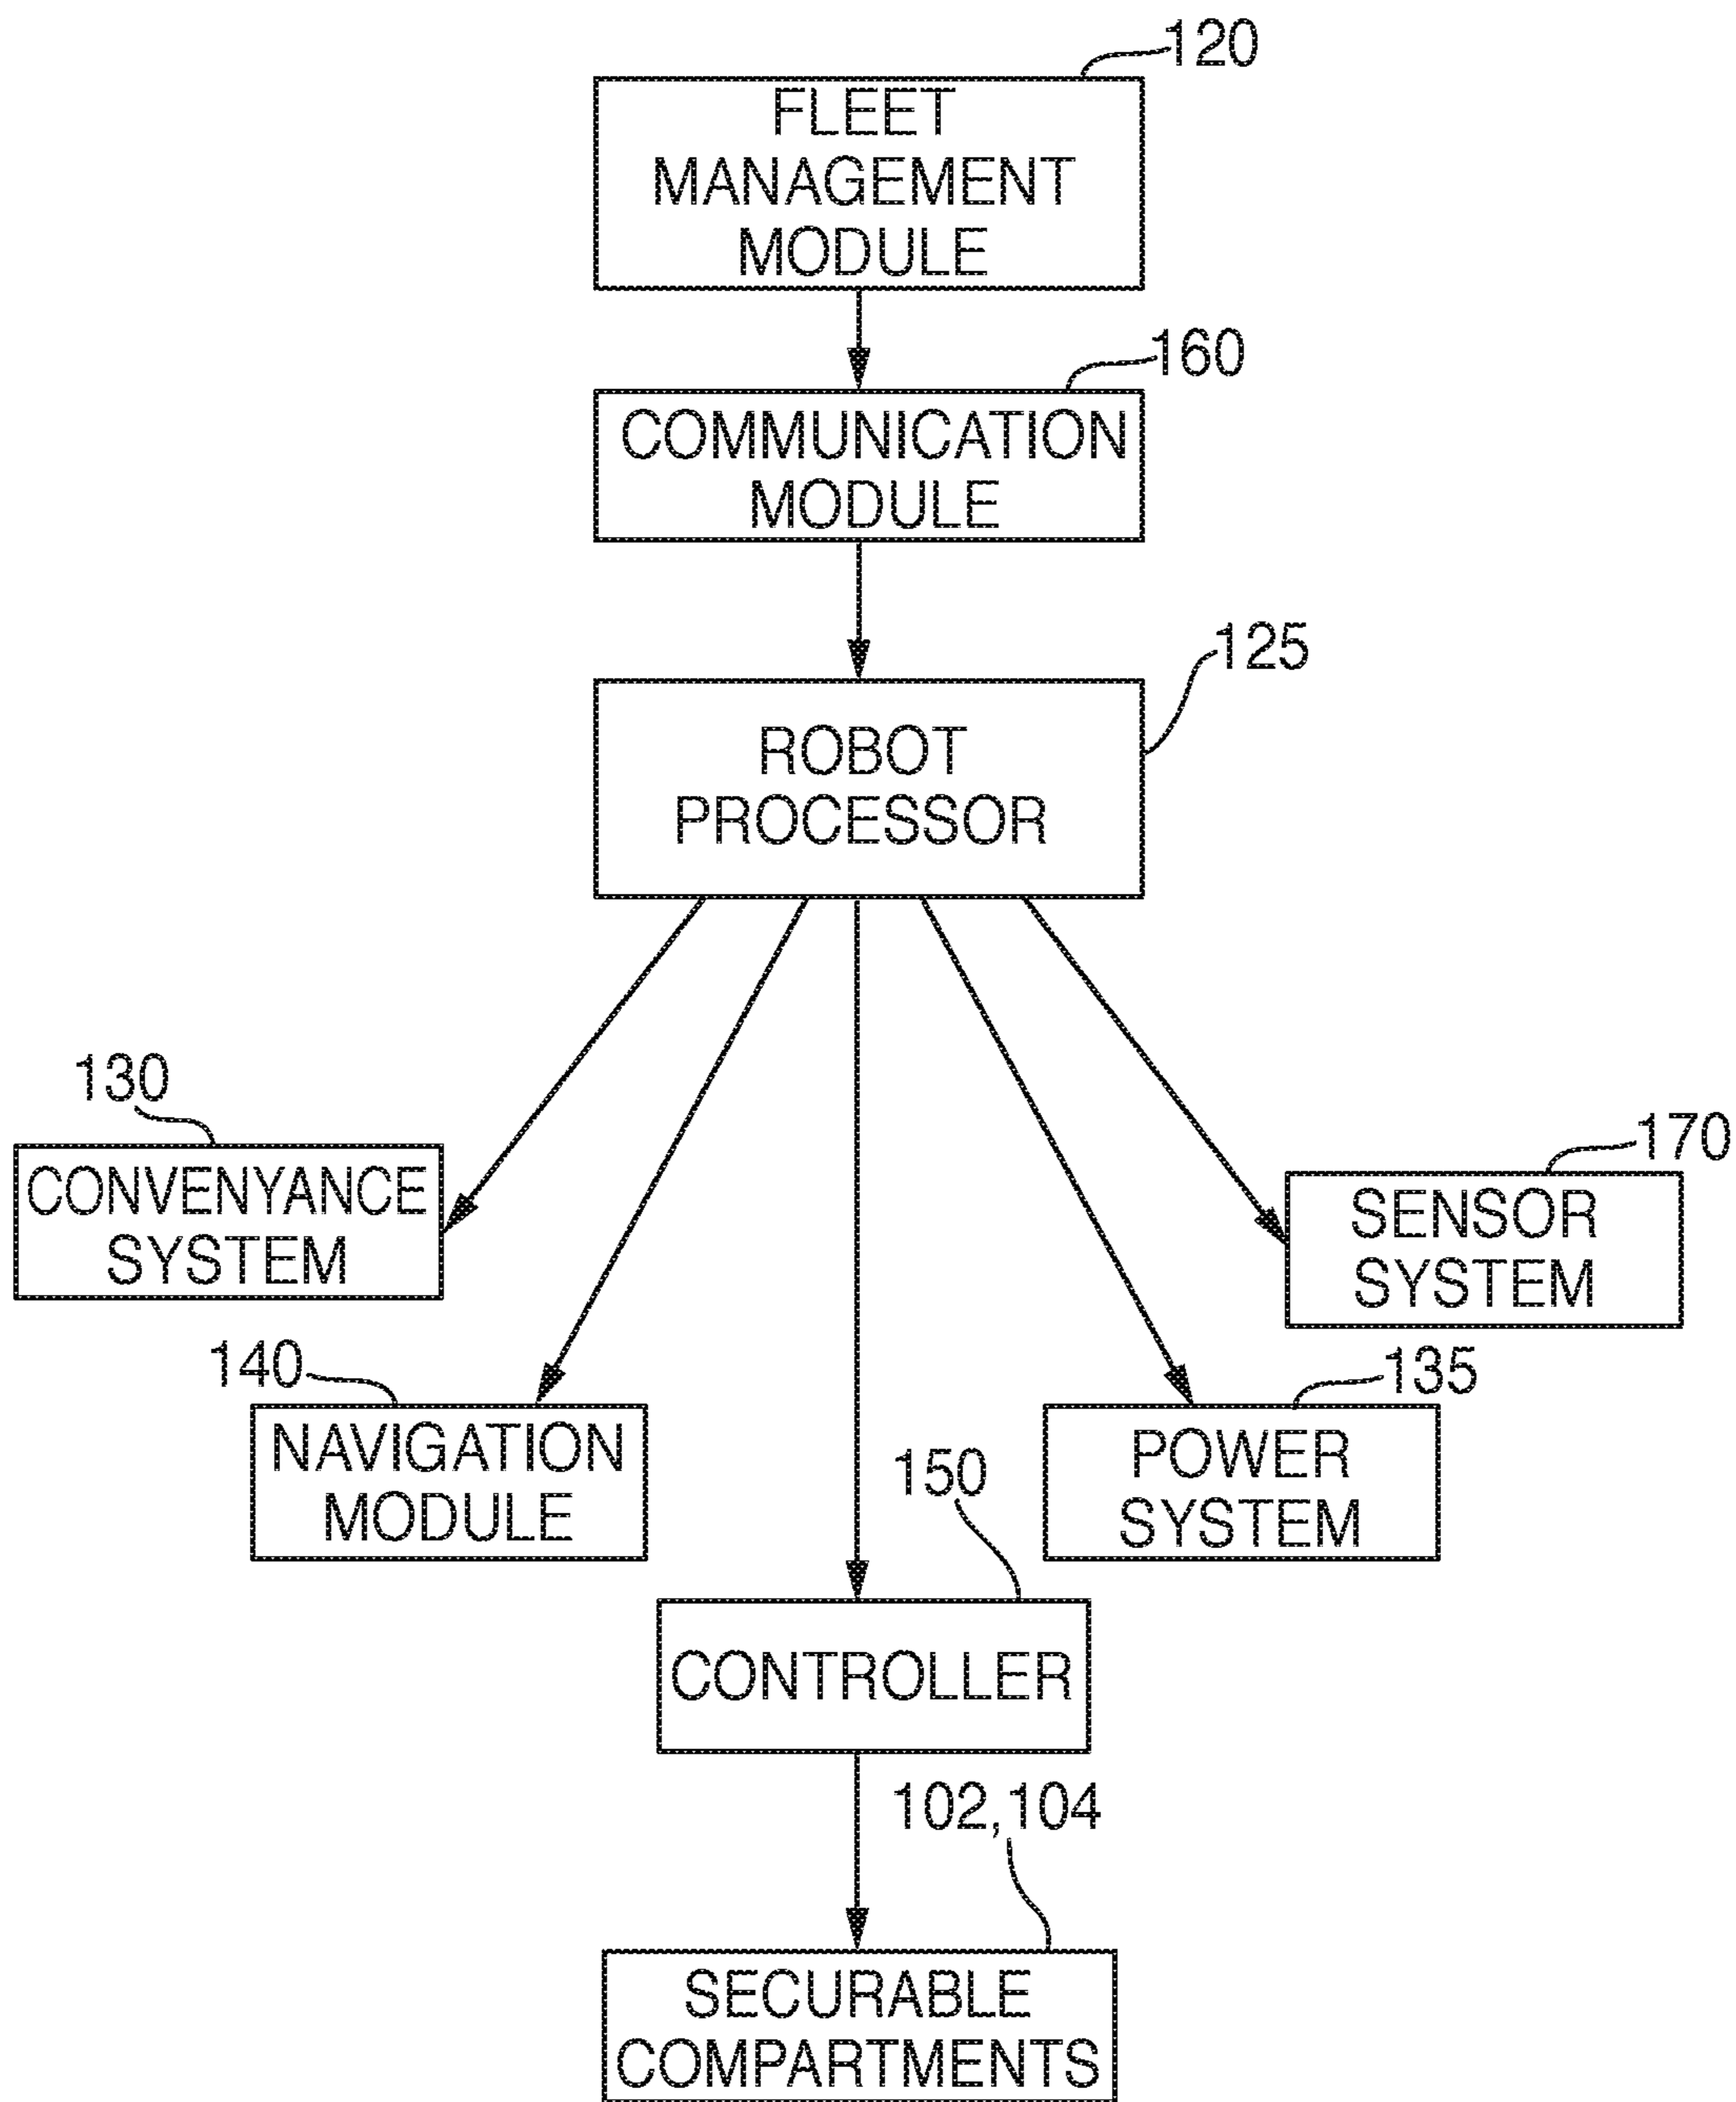 120
FLEET
MANAGEMENT
MODULE
160
COMMUNICATION
MODULE
125
ROBOT
PROCESSOR
130
CONVENYANCE
SYSTEM
170
SENSOR
SYSTEM
140
NAVIGATION
MODULE
135
POWER
SYSTEM
150
CONTROLLER
102,104
SECURABLE
COMPARTMENTS